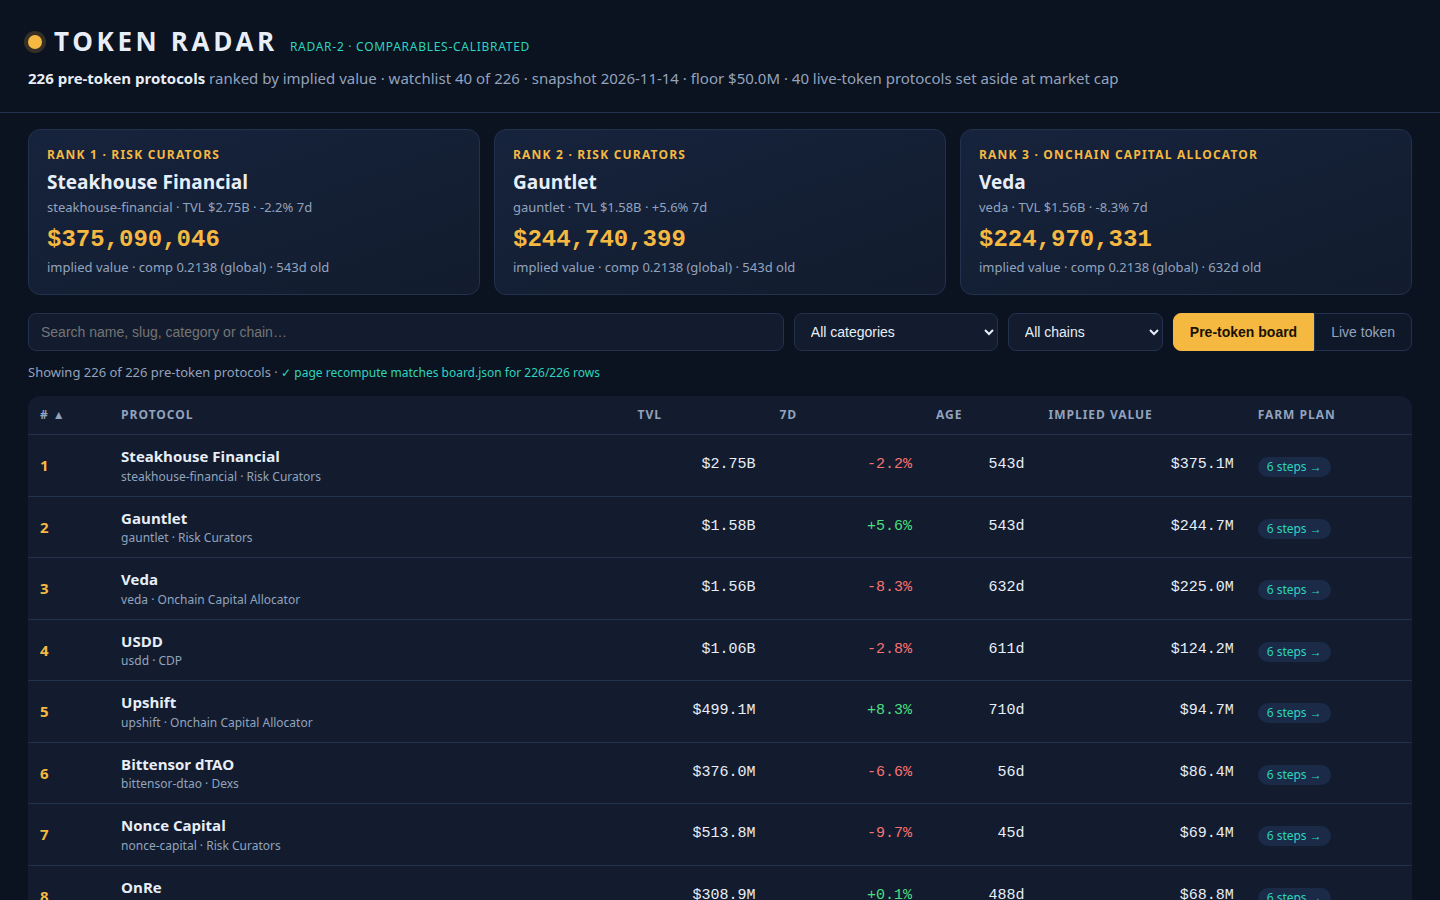 TOKEN RADAR RADAR-2 · COMPARABLES-CALIBRATED
226 pre-token protocols ranked by implied value · watchlist 40 of 226 · snapshot 2026-11-14 · floor $50.0M · 40 live-token protocols set aside at market cap
RANK 1 · RISK CURATORS
Steakhouse Financial
steakhouse-financial · TVL $2.75B · -2.2% 7d
$375,090,046
implied value · comp 0.2138 (global) · 543d old
RANK 2 · RISK CURATORS
Gauntlet
gauntlet · TVL $1.58B · +5.6% 7d
$244,740,399
implied value · comp 0.2138 (global) · 543d old
RANK 3 · ONCHAIN CAPITAL ALLOCATOR
Veda
veda · TVL $1.56B · -8.3% 7d
$224,970,331
implied value · comp 0.2138 (global) · 632d old
Search name, slug, category or chain… All categories All chains Pre-token board Live token
Showing 226 of 226 pre-token protocols · ✓ page recompute matches board.json for 226/226 rows
# ▲ PROTOCOL TVL 7D AGE IMPLIED VALUE FARM PLAN
1 Steakhouse Financial $2.75B -2.2% 543d $375.1M 6 steps →
steakhouse-financial · Risk Curators
2 Gauntlet $1.58B +5.6% 543d $244.7M 6 steps →
gauntlet · Risk Curators
3 Veda $1.56B -8.3% 632d $225.0M 6 steps →
veda · Onchain Capital Allocator
4 USDD $1.06B -2.8% 611d $124.2M 6 steps →
usdd · CDP
5 Upshift $499.1M +8.3% 710d $94.7M 6 steps →
upshift · Onchain Capital Allocator
6 Bittensor dTAO $376.0M -6.6% 56d $86.4M 6 steps →
bittensor-dtao · Dexs
7 Nonce Capital $513.8M -9.7% 45d $69.4M 6 steps →
nonce-capital · Risk Curators
8 OnRe $308.9M +0.1% 488d $68.8M 6 steps →